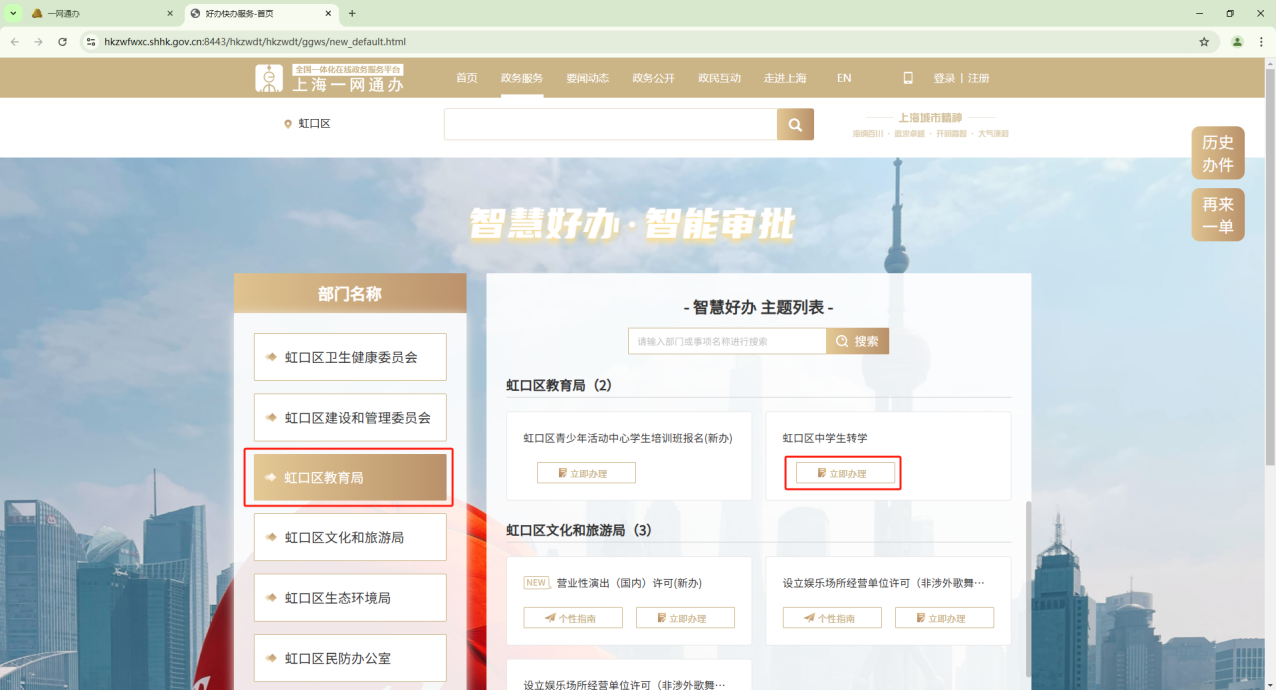 一网通办
好办快办服务-首页
hkzwfwxc.shhk.gov.cn:8443/hkzwdt/hkzwdt/ggws/new_default.html
全国一体化在线政务服务平台
上海一网通办
首页 政务服务 要闻动态 政务公开 政民互动 走进上海 EN 登录 | 注册
虹口区
上海城市精神
海纳百川 · 追求卓越 · 开明睿智 · 大气谦和
历史
办件
再来
一单
智慧好办·智能审批
部门名称
虹口区卫生健康委员会
虹口区建设和管理委员会
虹口区教育局
虹口区文化和旅游局
虹口区生态环境局
虹口区民防办公室
- 智慧好办 主题列表 -
请输入部门或事项名称进行搜索 搜索
虹口区教育局（2）
虹口区青少年活动中心学生培训班报名(新办)
立即办理
虹口区中学生转学
立即办理
虹口区文化和旅游局（3）
NEW 营业性演出（国内）许可(新办)
个性指南 立即办理
设立娱乐场所经营单位许可（非涉外歌舞···
个性指南 立即办理
设立娱乐场所经营单位许可（非涉外歌舞···